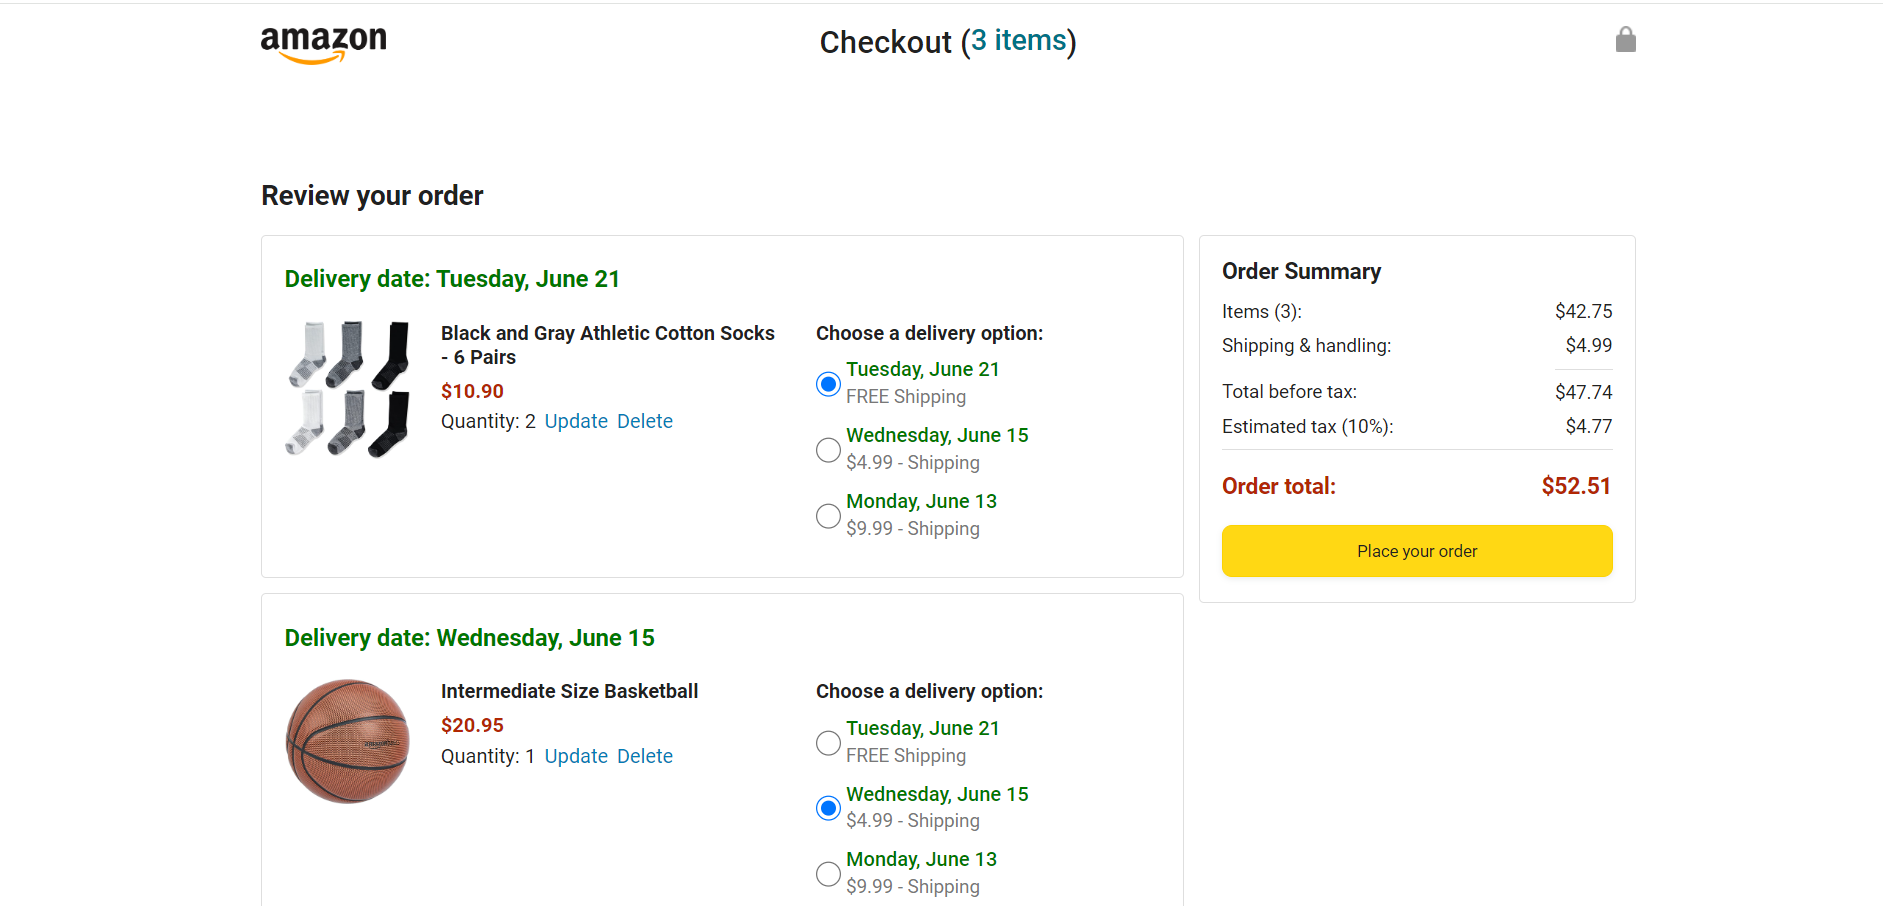 amazon
Checkout (3 items)
Review your order
Delivery date: Tuesday, June 21
Black and Gray Athletic Cotton Socks
- 6 Pairs
$10.90
Quantity: 2 Update Delete
Choose a delivery option:
Tuesday, June 21
FREE Shipping
Wednesday, June 15
$4.99 - Shipping
Monday, June 13
$9.99 - Shipping
Delivery date: Wednesday, June 15
Intermediate Size Basketball
$20.95
Quantity: 1 Update Delete
Choose a delivery option:
Tuesday, June 21
FREE Shipping
Wednesday, June 15
$4.99 - Shipping
Monday, June 13
$9.99 - Shipping
Order Summary
Items (3): $42.75
Shipping & handling: $4.99
Total before tax: $47.74
Estimated tax (10%): $4.77
Order total: $52.51
Place your order